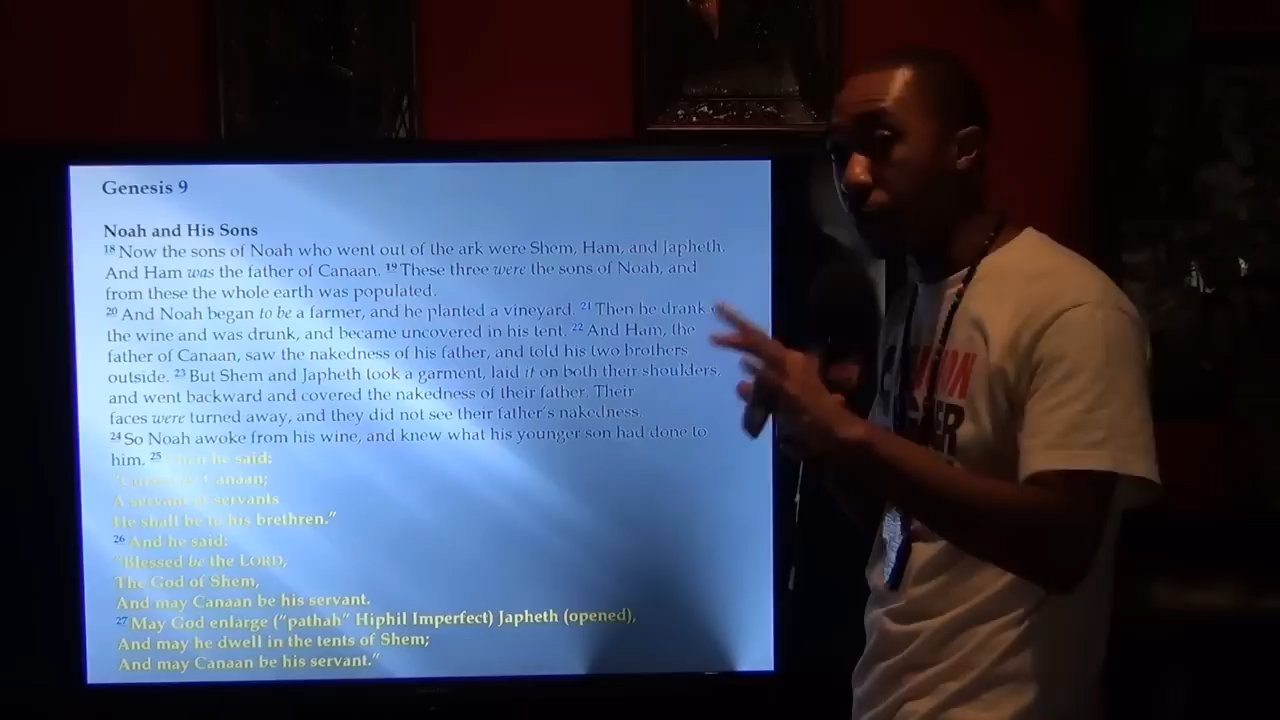 Genesis 9
Noah and His Sons
18 Now the sons of Noah who went out of the ark were Shem, Ham, and Japheth.
And Ham was the father of Canaan. 19 These three were the sons of Noah, and
from these the whole earth was populated.
20 And Noah began to be a farmer, and he planted a vineyard. 21 Then he drank of
the wine and was drunk, and became uncovered in his tent. 22 And Ham, the
father of Canaan, saw the nakedness of his father, and told his two brothers
outside. 23 But Shem and Japheth took a garment, laid it on both their shoulders,
and went backward and covered the nakedness of their father. Their
faces were turned away, and they did not see their father's nakedness.
24 So Noah awoke from his wine, and knew what his younger son had done to
him. 25 Then he said:
"Cursed be Canaan;
A servant of servants
He shall be to his brethren."
26 And he said:
"Blessed be the LORD,
The God of Shem,
And may Canaan be his servant.
27 May God enlarge ("pathah" Hiphil Imperfect) Japheth (opened),
And may he dwell in the tents of Shem;
And may Canaan be his servant."